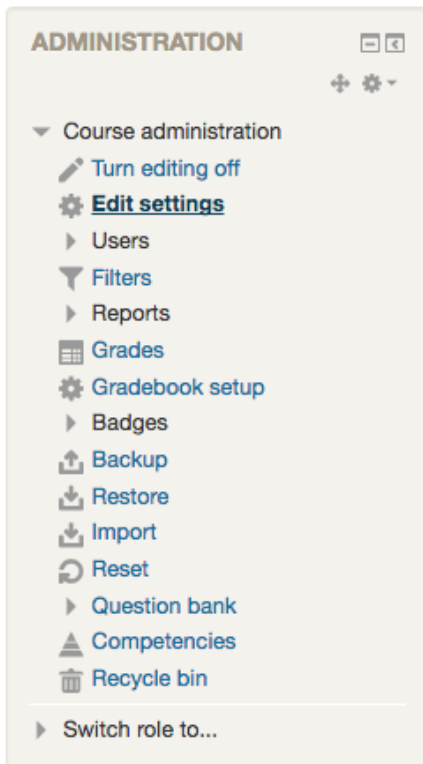 ADMINISTRATION
Course administration
Turn editing off
Edit settings
Users
Filters
Reports
Grades
Gradebook setup
Badges
Backup
Restore
Import
Reset
Question bank
Competencies
Recycle bin
Switch role to...